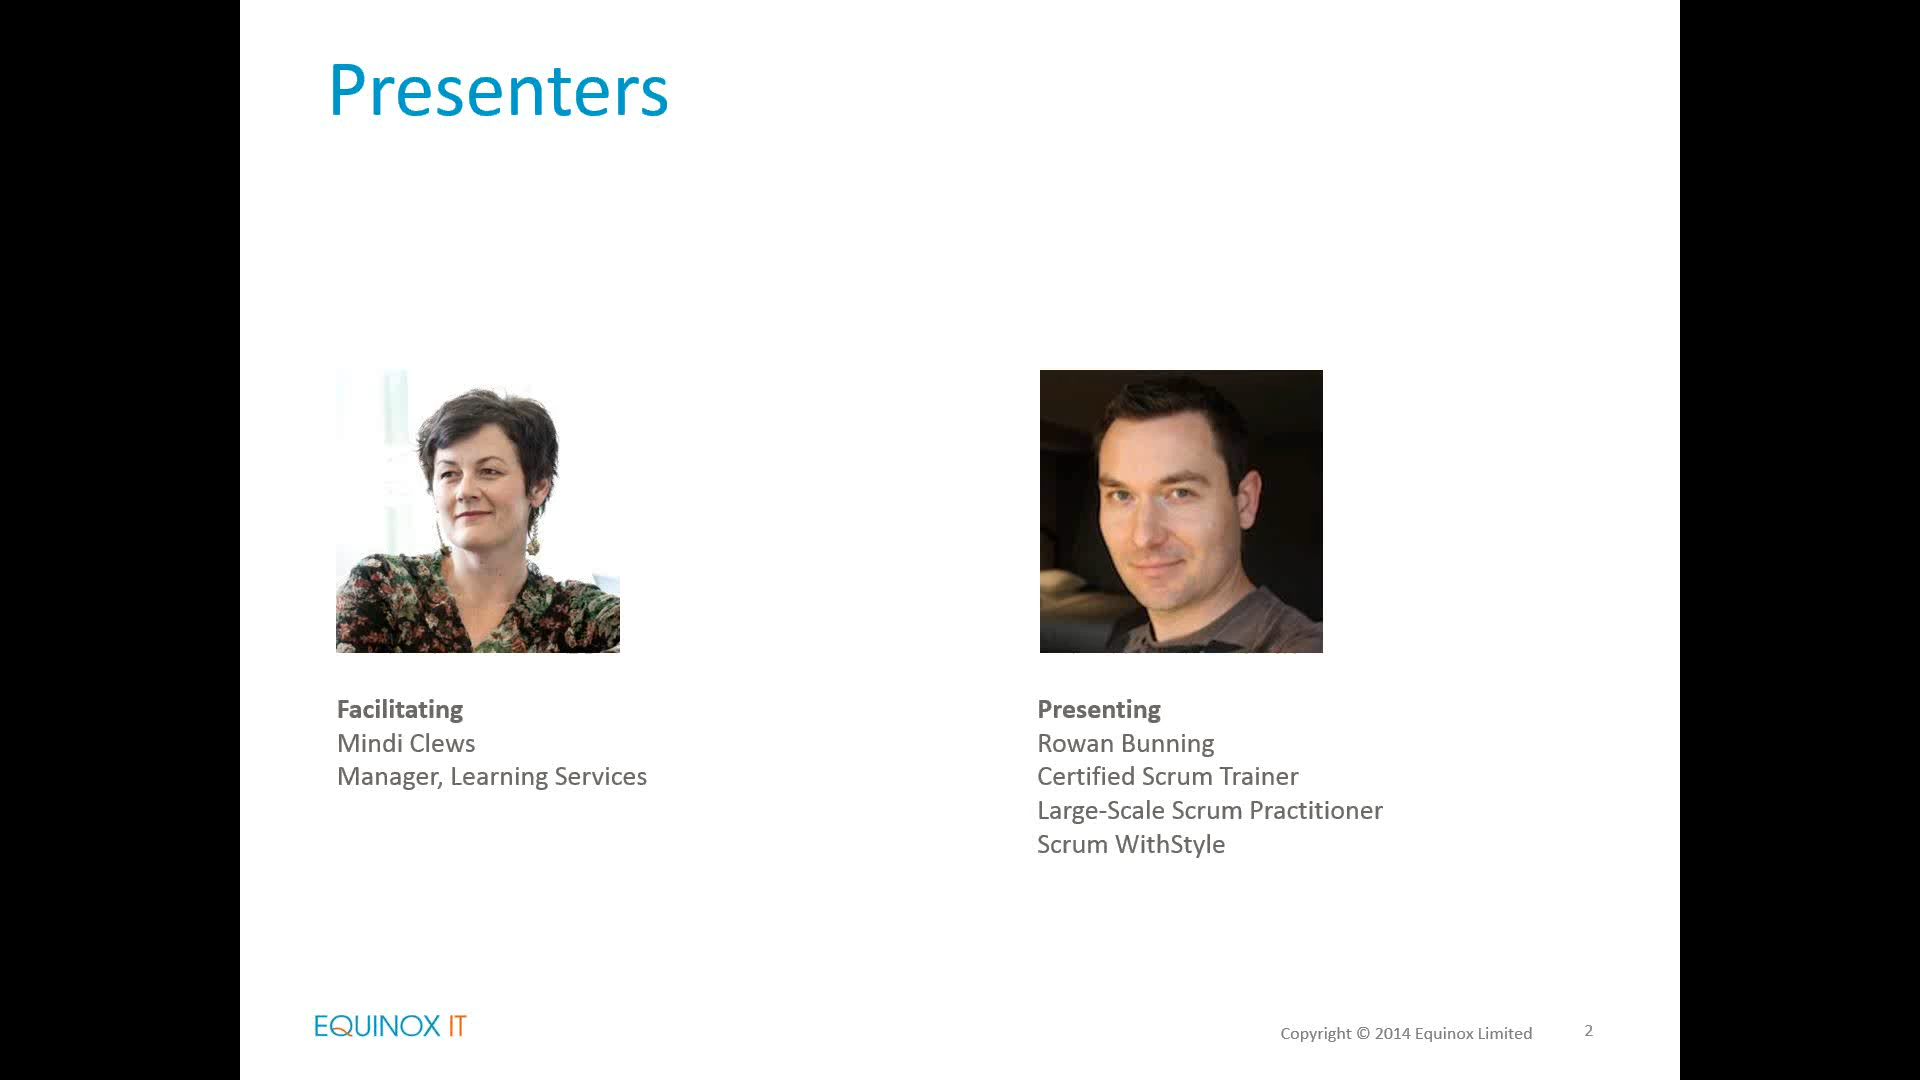 Presenters
Facilitating
Mindi Clews
Manager, Learning Services
Presenting
Rowan Bunning
Certified Scrum Trainer
Large-Scale Scrum Practitioner
Scrum WithStyle
EQUINOX IT
Copyright © 2014 Equinox Limited
2